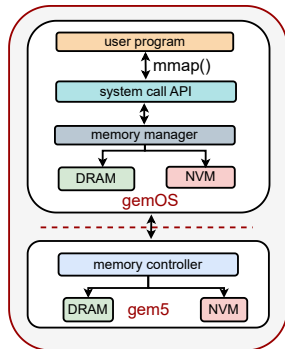 user program
mmap()
system call API
memory manager
DRAM NVM
gemOS
memory controller
DRAM gem5 NVM